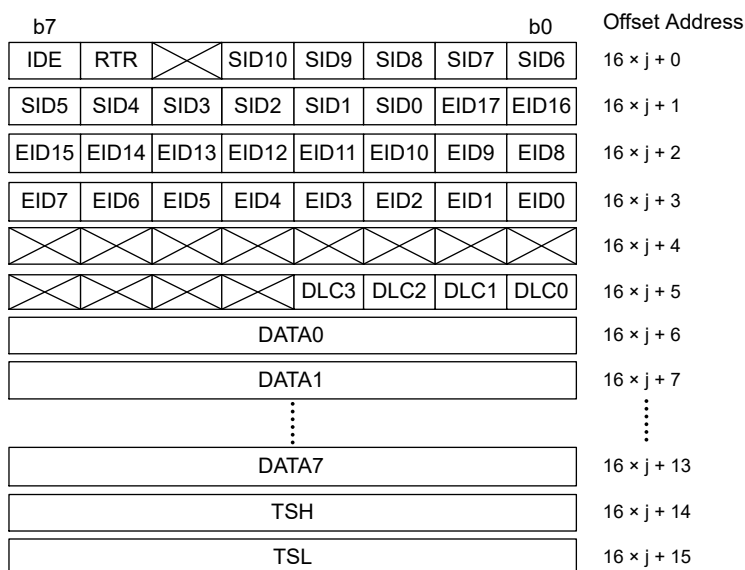 b7 b0 Offset Address
IDE RTR SID10 SID9 SID8 SID7 SID6 16 × j + 0
SID5 SID4 SID3 SID2 SID1 SID0 EID17 EID16 16 × j + 1
EID15 EID14 EID13 EID12 EID11 EID10 EID9 EID8 16 × j + 2
EID7 EID6 EID5 EID4 EID3 EID2 EID1 EID0 16 × j + 3
16 × j + 4
DLC3 DLC2 DLC1 DLC0 16 × j + 5
DATA0 16 × j + 6
DATA1 16 × j + 7
DATA7 16 × j + 13
TSH 16 × j + 14
TSL 16 × j + 15